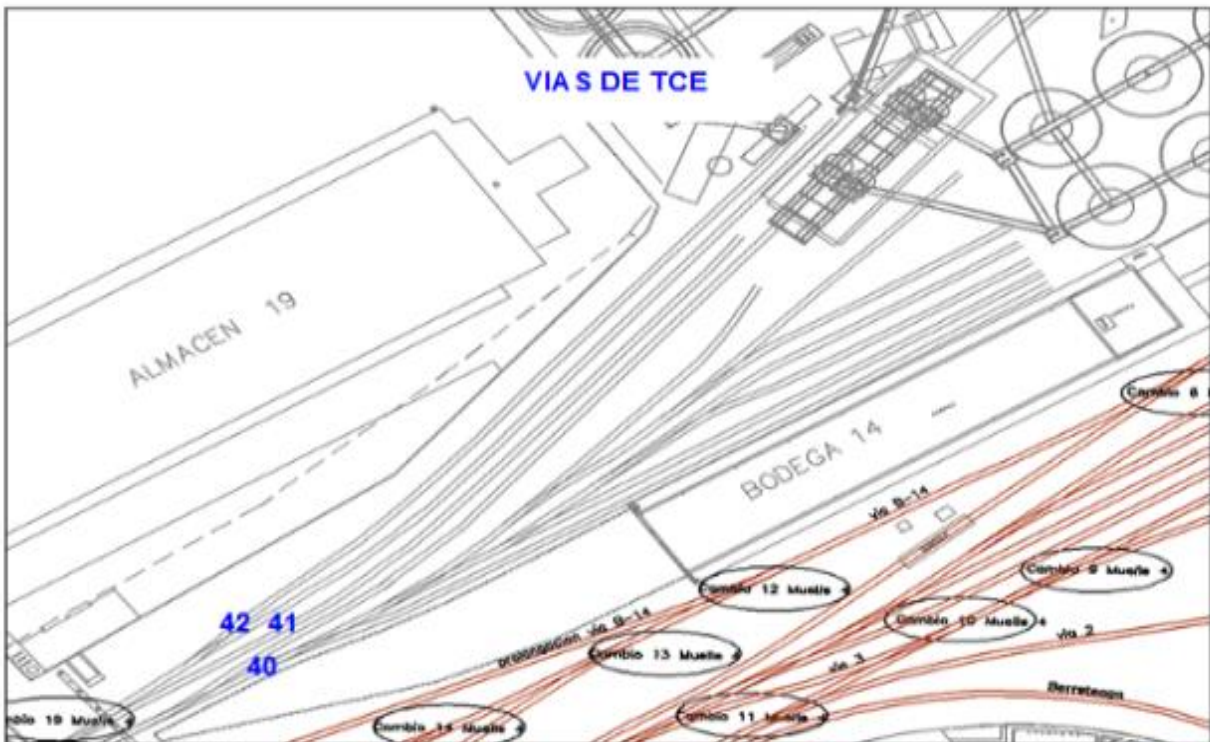 VIAS DE TCE
ALMACEN 19
Cambio 8
BODEGA 14
via B-14
Cambio 12 Muelle 4
Cambio 9 Muelle 4
Cambio 10 Muelle 4
42 41
prolongacion via B-14
via 2
40
Cambio 13 Muelle 4
via 3
Cambio 11 Muelle 4
Cambio 14 Muelle 4
mbio 19 Muelle 4